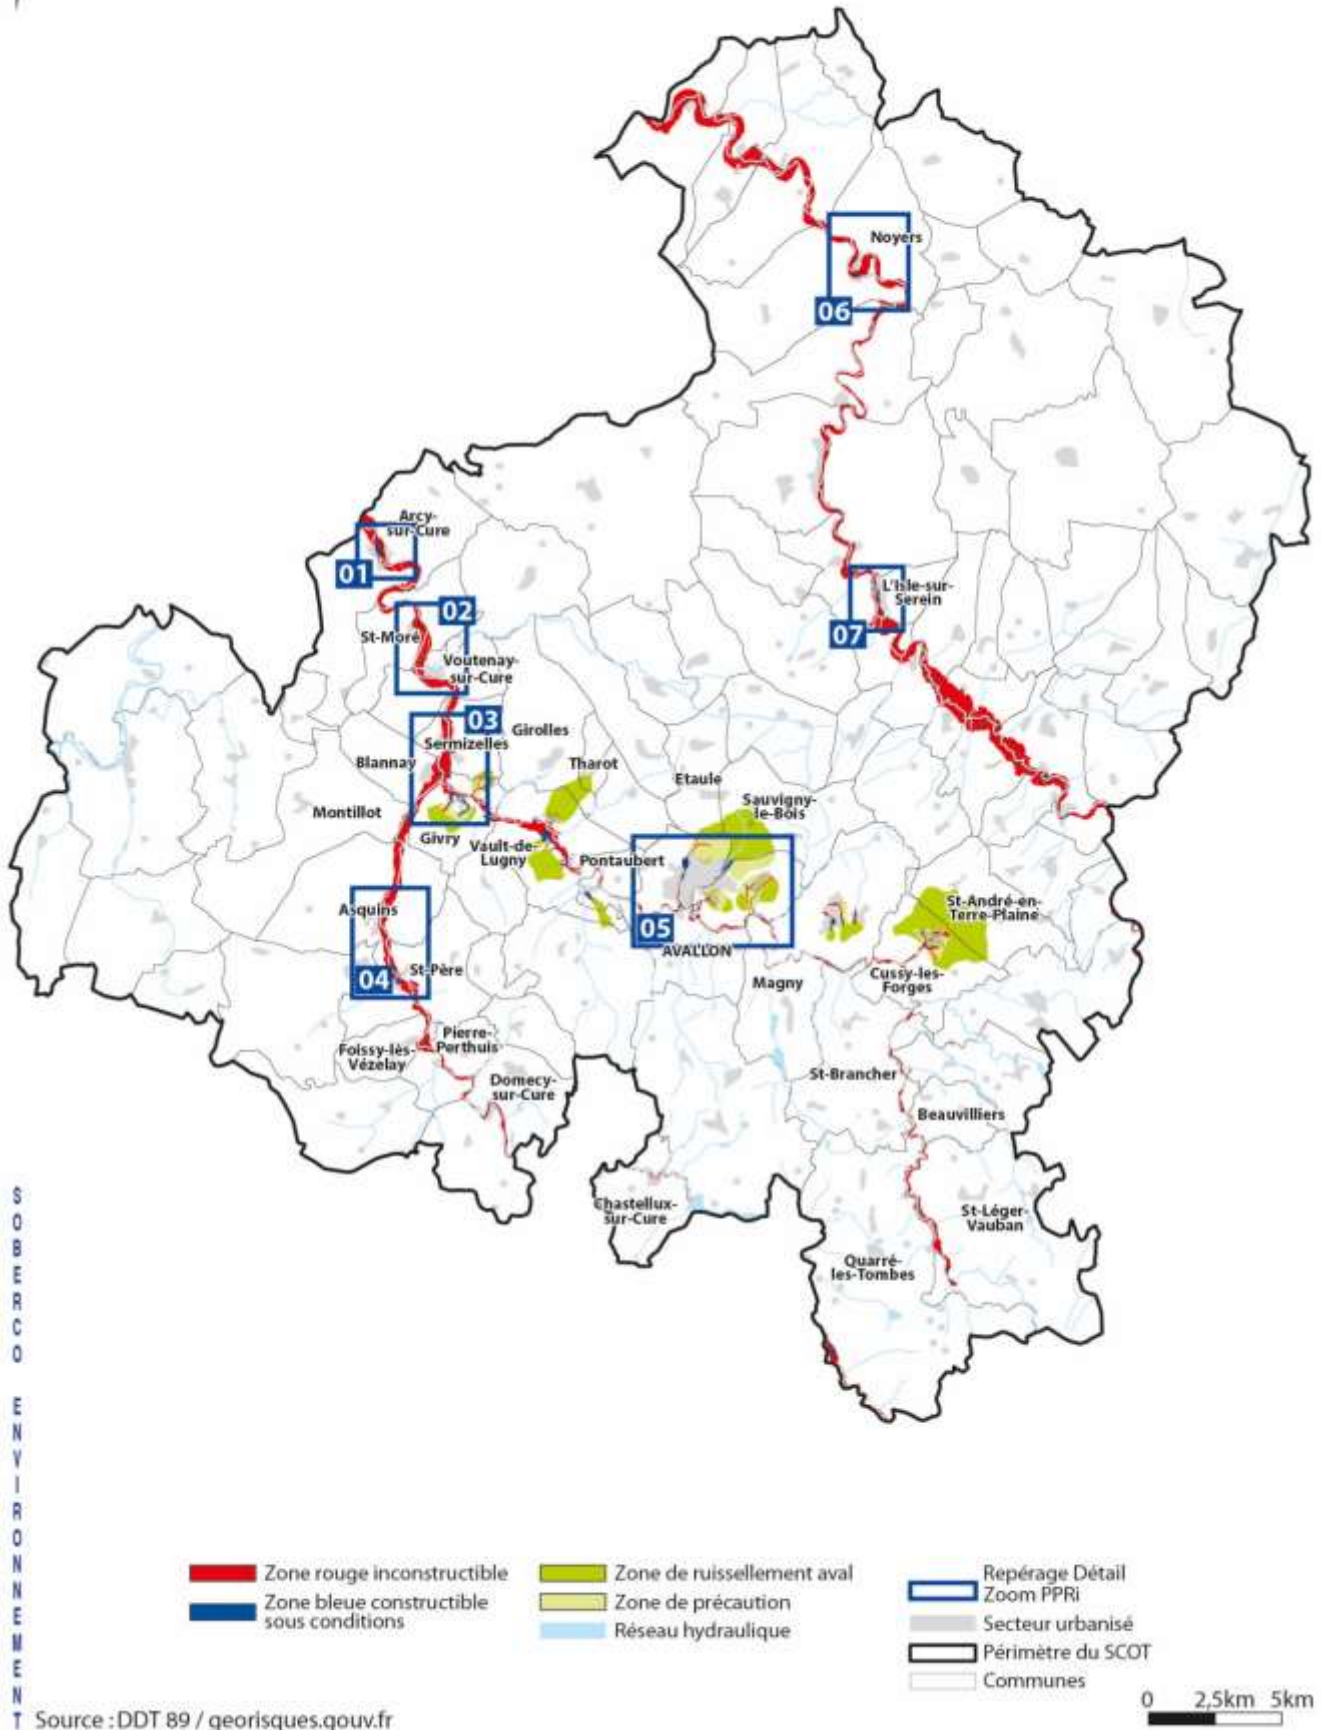 Noyers
06
Arcy-
sur-Cure
01
02
St-Moré
Voutenay-
sur-Cure
L'Isle-sur-
Serein
07
03
Girolles
Sermizelles
Blannay
Tharot
Etaule
Montillot
Sauvigny-
le-Bois
Givry
Vault-de-
Lugny
Pontaubert
Asquins
05
AVALLON
St-André-en-
Terre-Plaine
04
St-Père
Magny
Cussy-les-
Forges
Pierre-
Perthuis
Foissy-lès-
Vézelay
Domecy-
sur-Cure
St-Brancher
Beauvilliers
Chastellux-
sur-Cure
St-Léger-
Vauban
Quarré-
les-Tombes
SOBERCO ENVIRONNEMENT
Zone rouge inconstructible
Zone bleue constructible
sous conditions
Zone de ruissellement aval
Zone de précaution
Réseau hydraulique
Repérage Détail
Zoom PPRi
Secteur urbanisé
Périmètre du SCOT
Communes
0 2,5km 5km
Source : DDT 89 / georisques.gouv.fr